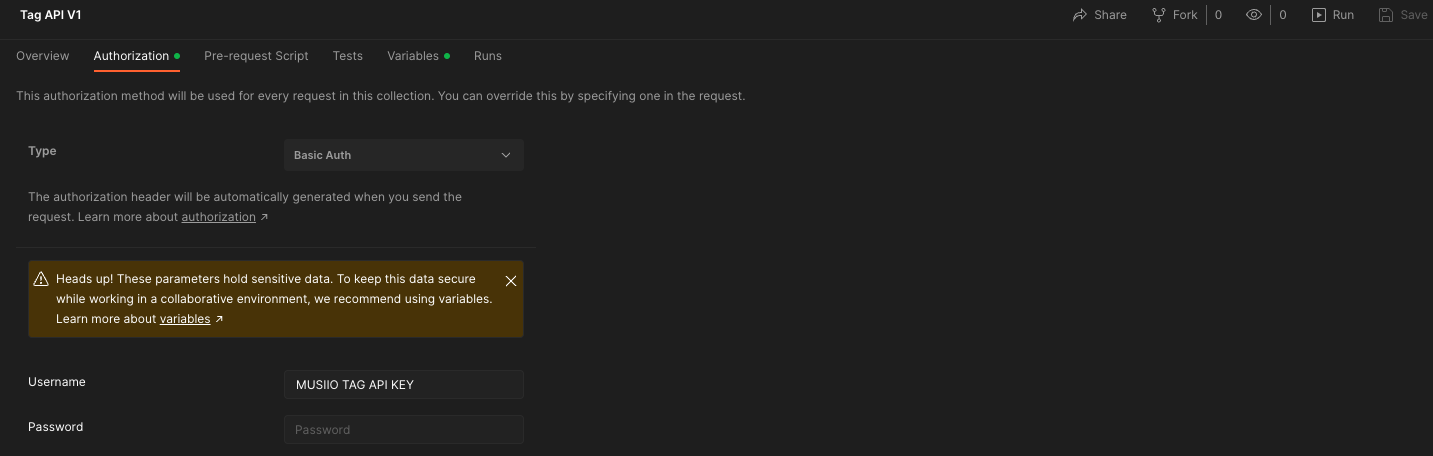 Tag API V1
Share Fork 0 0 Run Save
Overview Authorization Pre-request Script Tests Variables Runs
This authorization method will be used for every request in this collection. You can override this by specifying one in the request.
Type
Basic Auth
The authorization header will be automatically generated when you send the
request. Learn more about authorization ↗
Heads up! These parameters hold sensitive data. To keep this data secure
while working in a collaborative environment, we recommend using variables.
Learn more about variables ↗
Username
MUSIIO TAG API KEY
Password
Password